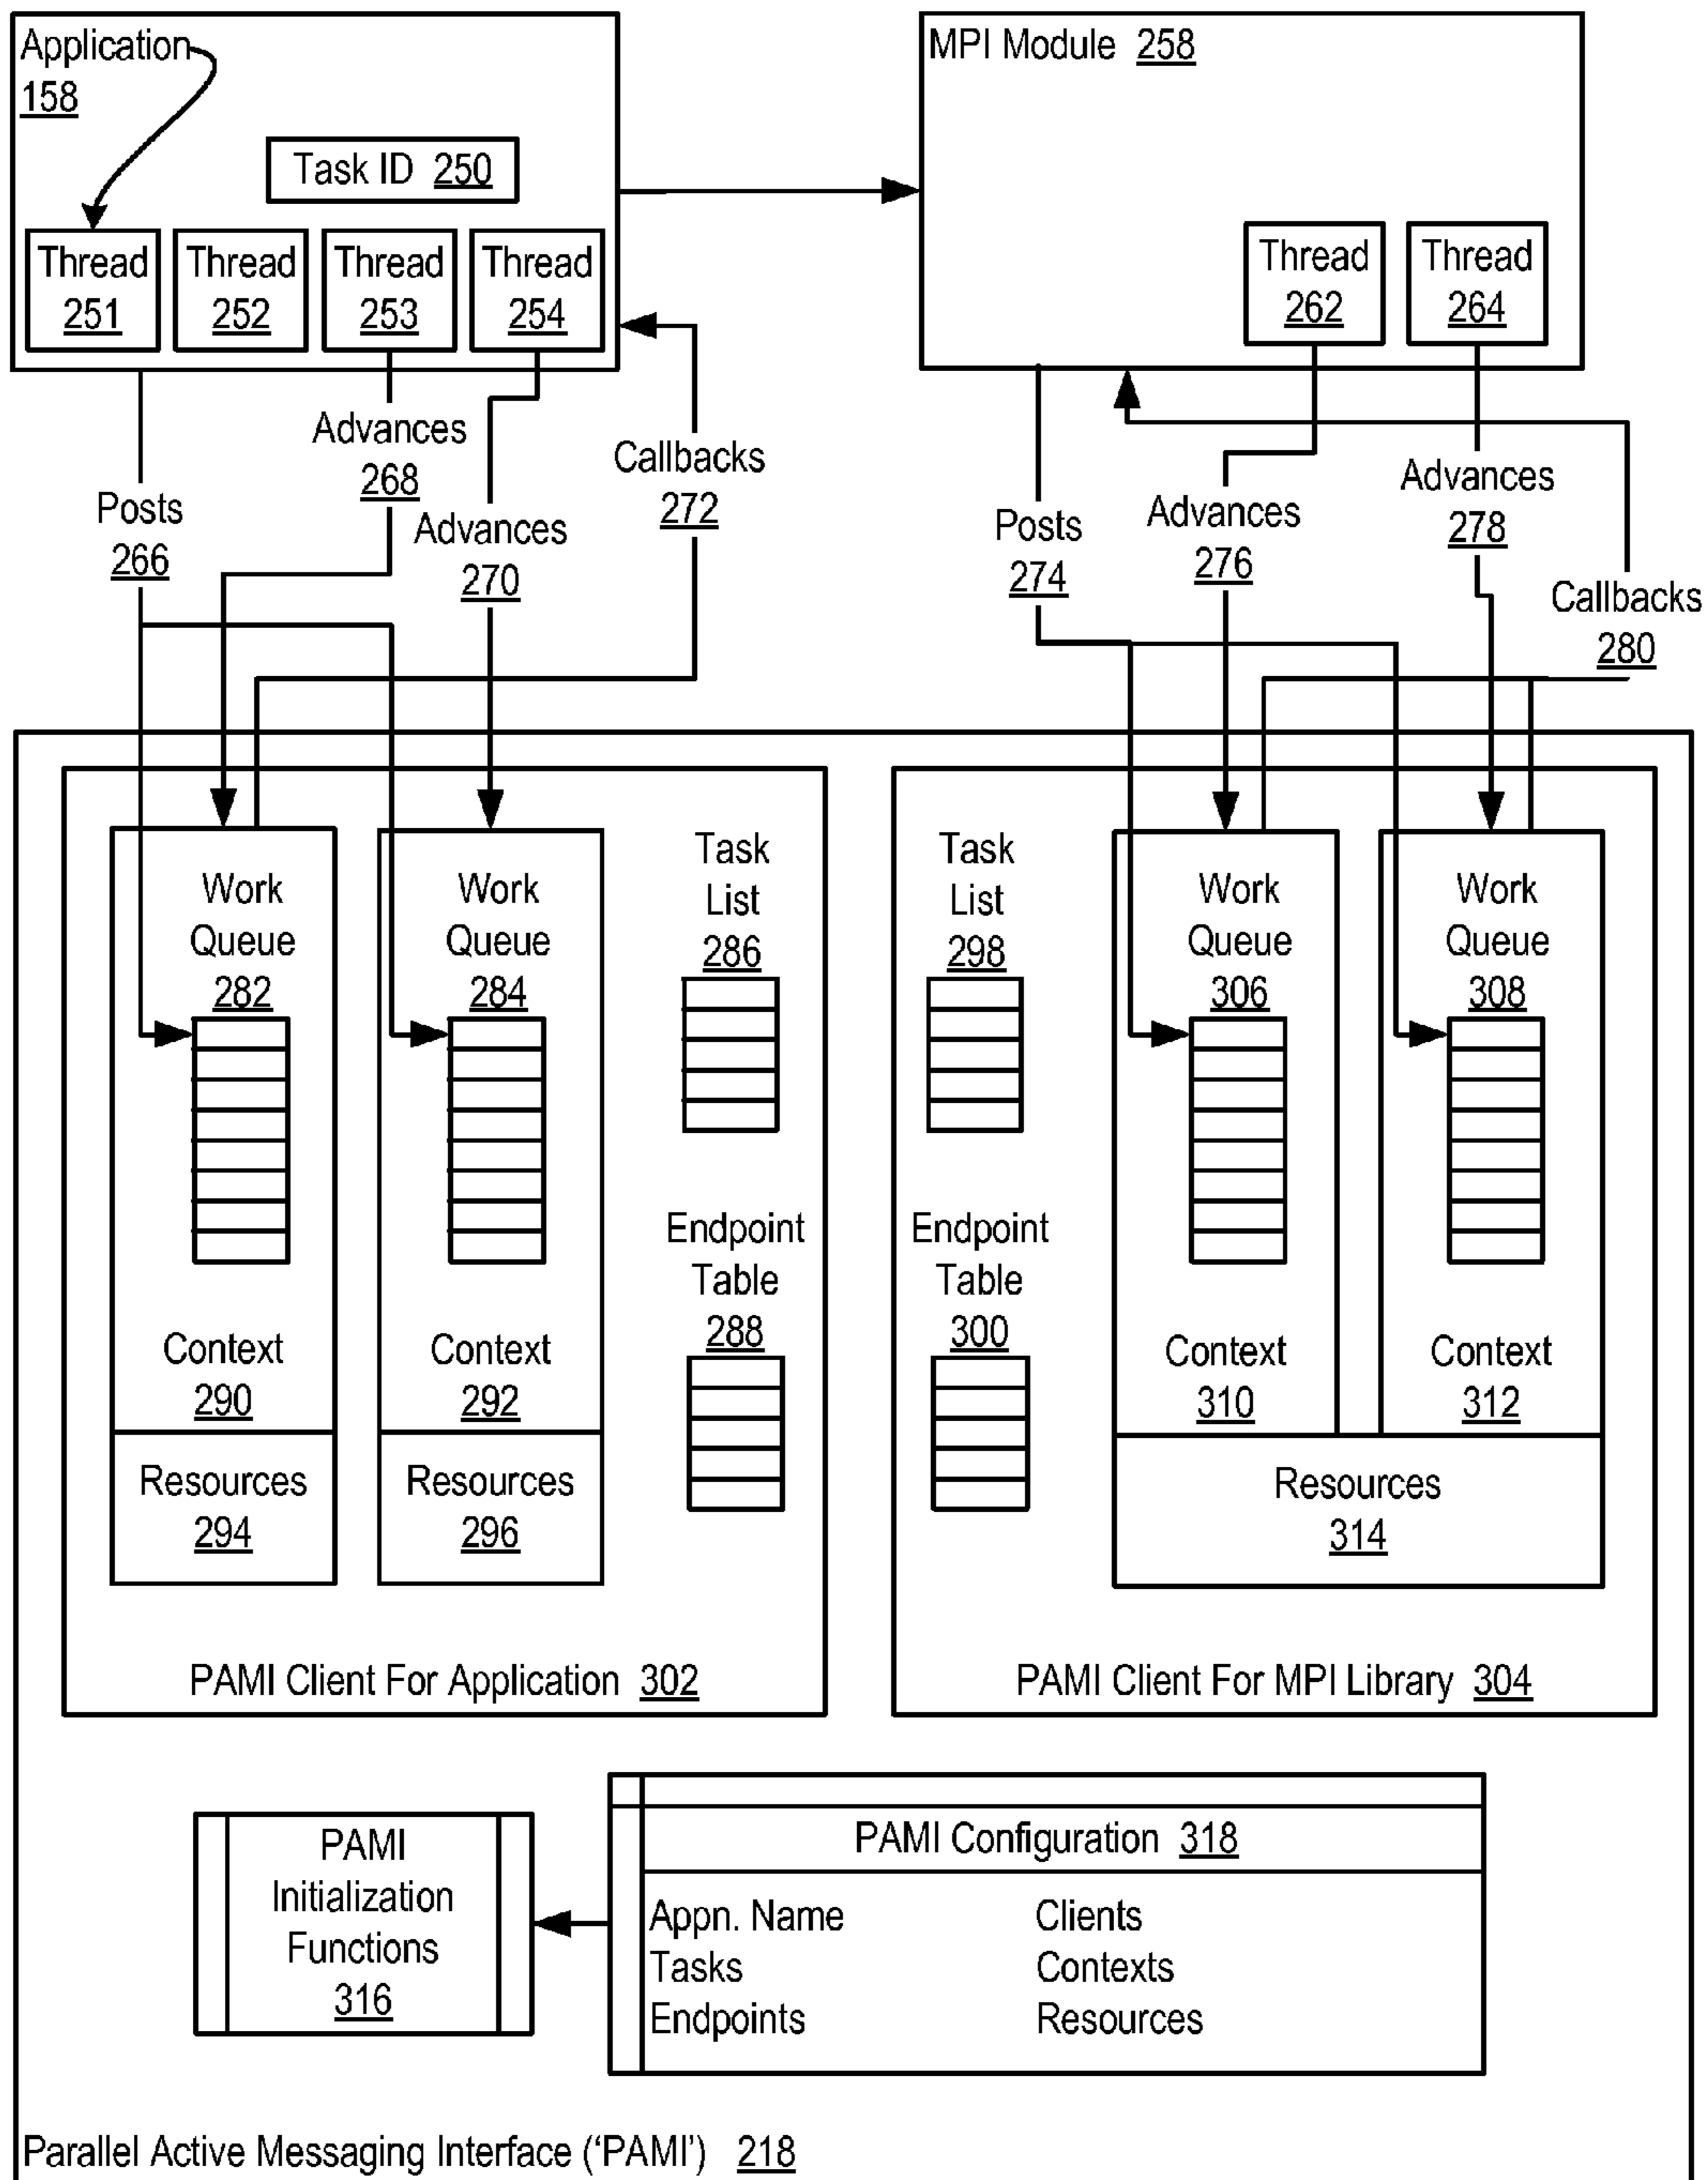 Application
158
Task ID 250
Thread
251
Thread
252
Thread
253
Thread
254
MPI Module 258
Thread
262
Thread
264
Posts
266
Advances
268
Advances
270
Callbacks
272
Posts
274
Advances
276
Advances
278
Callbacks
280
Work
Queue
282
Context
290
Resources
294
Work
Queue
284
Context
292
Resources
296
Task
List
286
Endpoint
Table
288
PAMI Client For Application 302
Task
List
298
Endpoint
Table
300
Work
Queue
306
Context
310
Work
Queue
308
Context
312
Resources
314
PAMI Client For MPI Library 304
PAMI
Initialization
Functions
316
PAMI Configuration 318
Appn. Name
Tasks
Endpoints
Clients
Contexts
Resources
Parallel Active Messaging Interface (‘PAMI’) 218